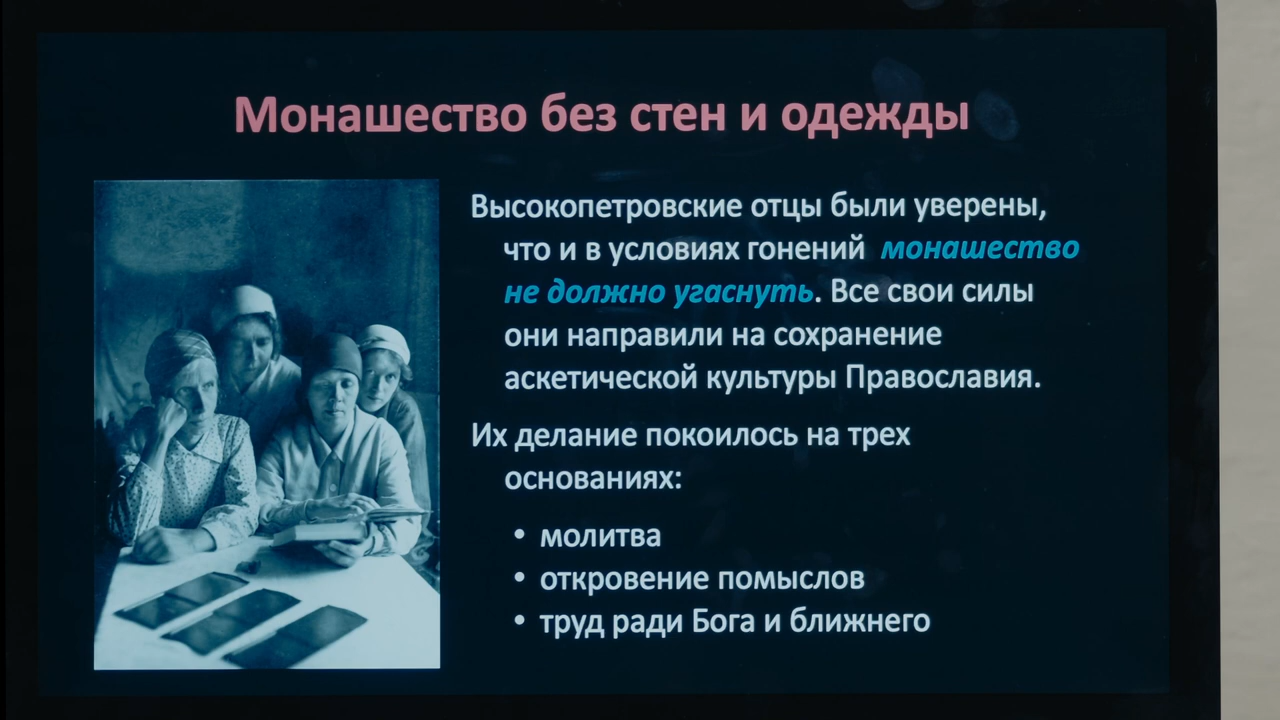 Монашество без стен и одежды
Высокопетровские отцы были уверены,
что и в условиях гонений монашество
не должно угаснуть. Все свои силы
они направили на сохранение
аскетической культуры Православия.
Их делание покоилось на трех
основаниях:
• молитва
• откровение помыслов
• труд ради Бога и ближнего